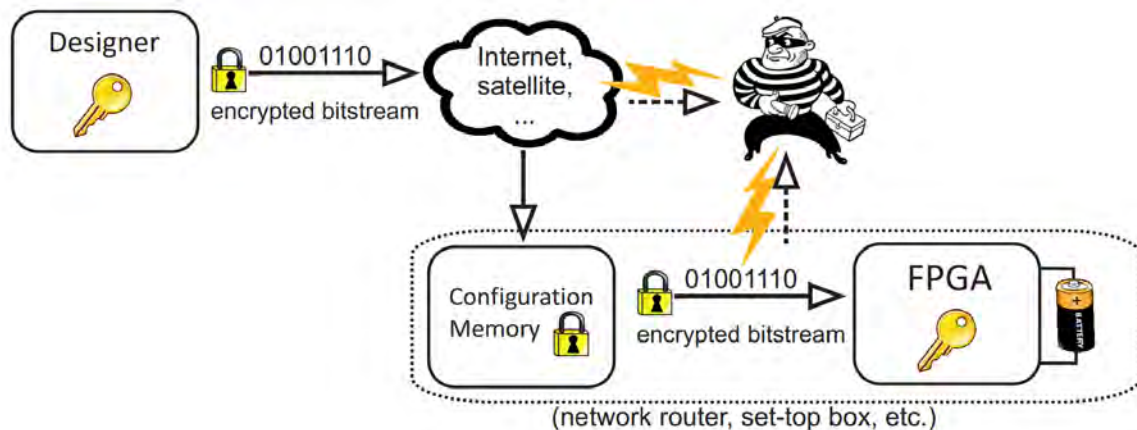 Designer
01001110
encrypted bitstream
Internet,
satellite,
...
Configuration
Memory
01001110
encrypted bitstream
FPGA
+
BATTERY
(network router, set-top box, etc.)